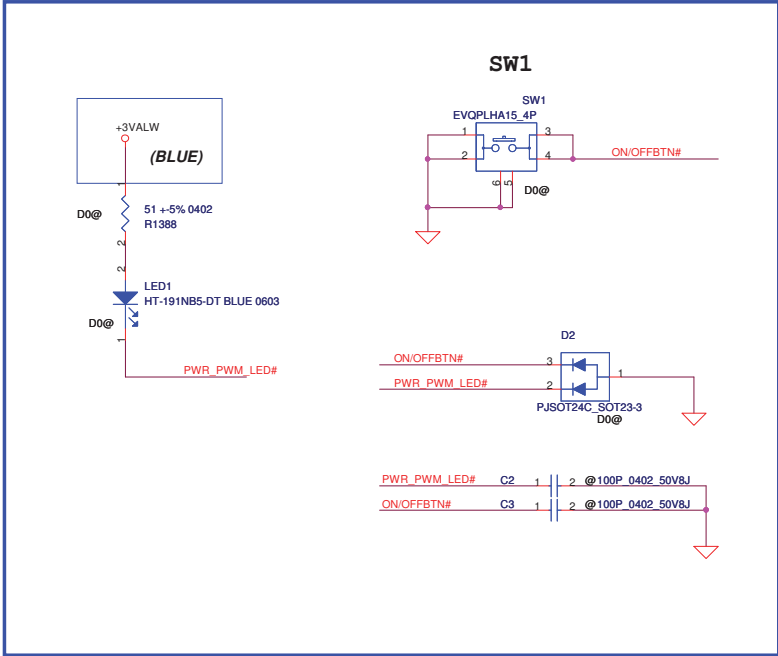 SW1
SW1
EVQPLHA15_4P
1
2
3
4
6
5
D0@
ON/OFFBTN#
+3VALW
(BLUE)
1
D0@
51 +-5% 0402
R1388
2
2
LED1
HT-191NB5-DT BLUE 0603
D0@
1
PWR_PWM_LED#
D2
ON/OFFBTN#
3
PWR_PWM_LED#
2
1
PJSOT24C_SOT23-3
D0@
PWR_PWM_LED# C2 1 2 @100P_0402_50V8J
ON/OFFBTN# C3 1 2 @100P_0402_50V8J